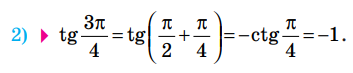 2) ▸ tg 3π/4 = tg(π/2 + π/4) = –ctg π/4 = –1.